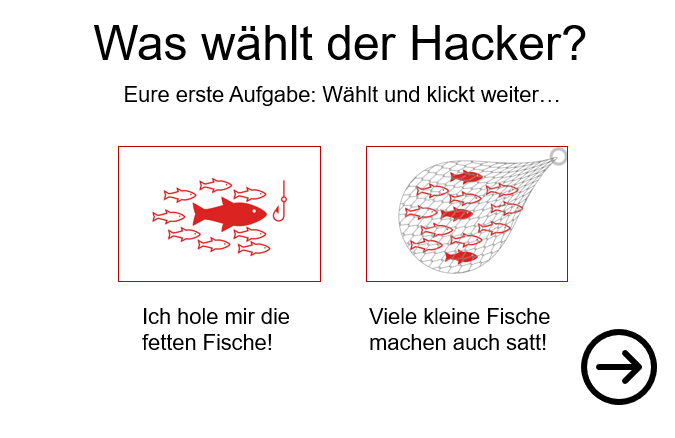 Was wählt der Hacker?
Eure erste Aufgabe: Wählt und klickt weiter…
Ich hole mir die
fetten Fische!
Viele kleine Fische
machen auch satt!